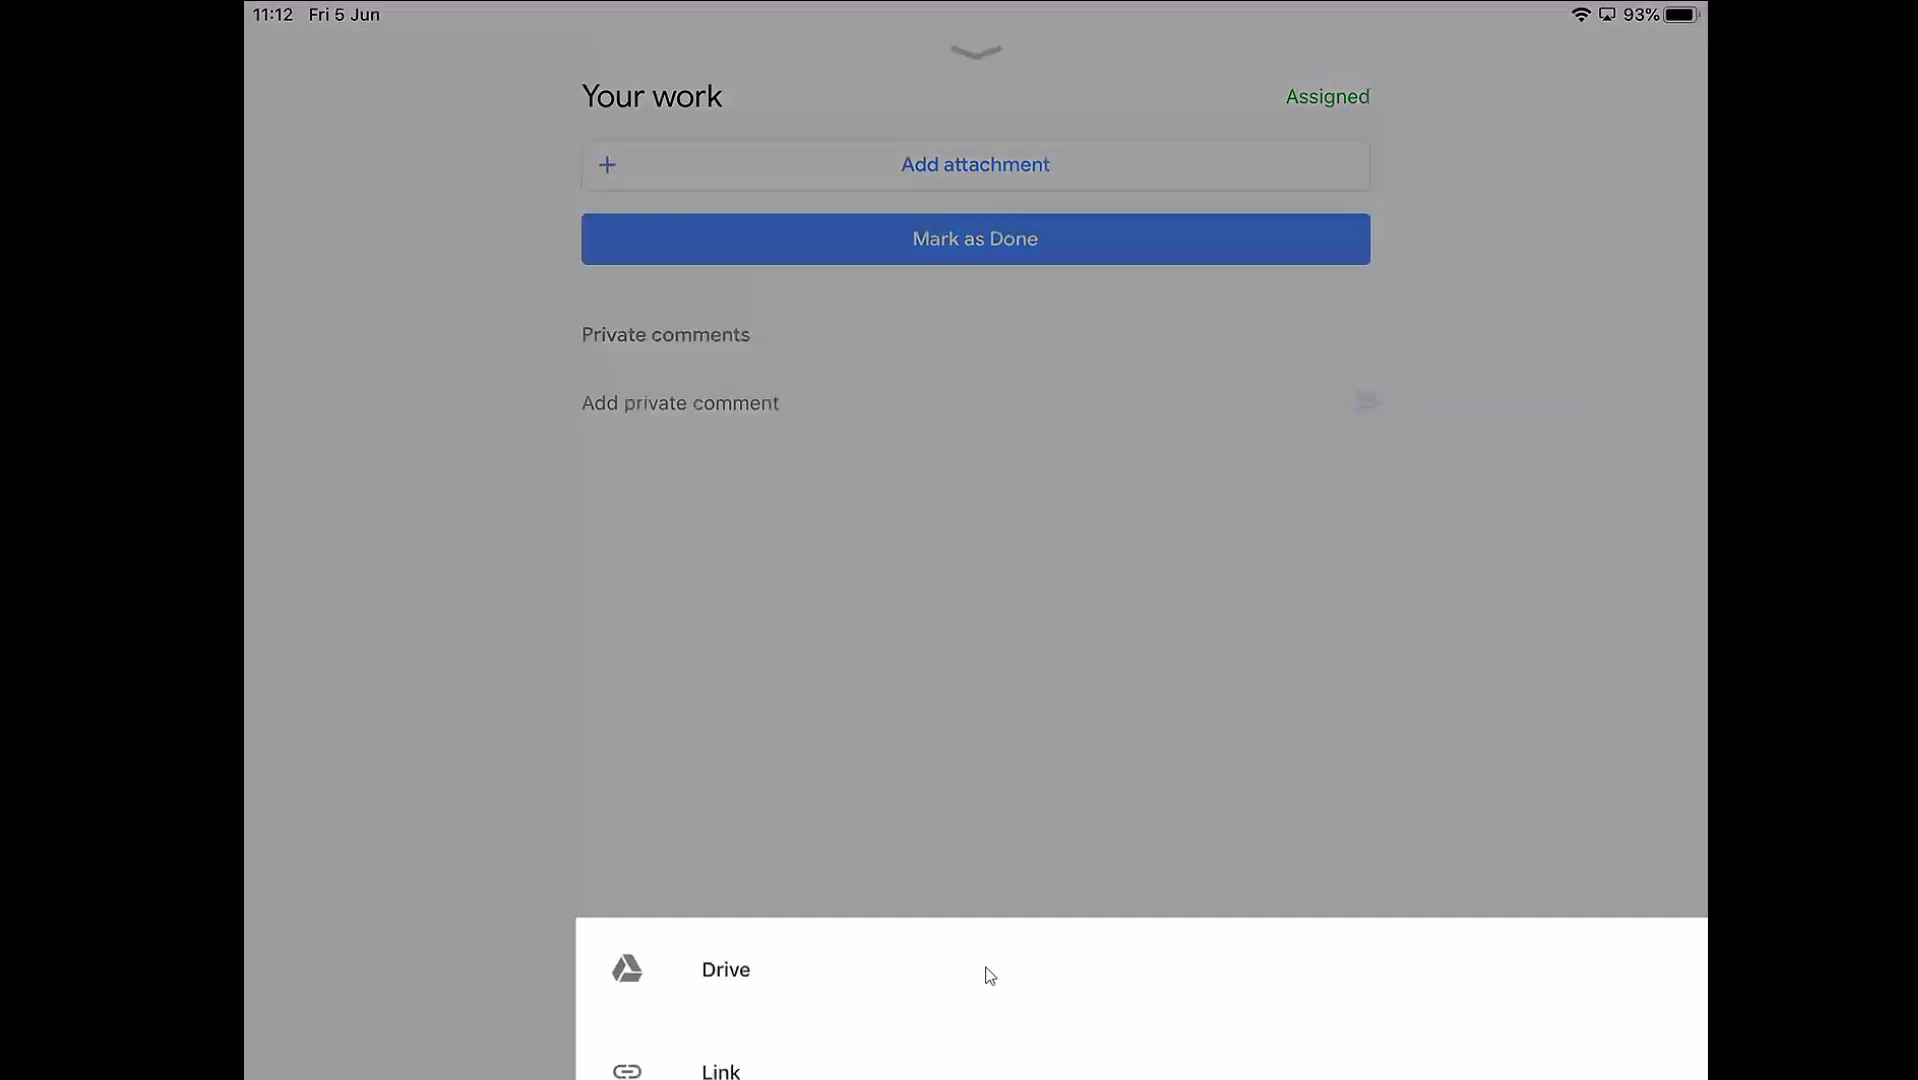 11:12 Fri 5 Jun 93%
Your work Assigned
Add attachment
Mark as Done
Private comments
Add private comment
Drive
Link